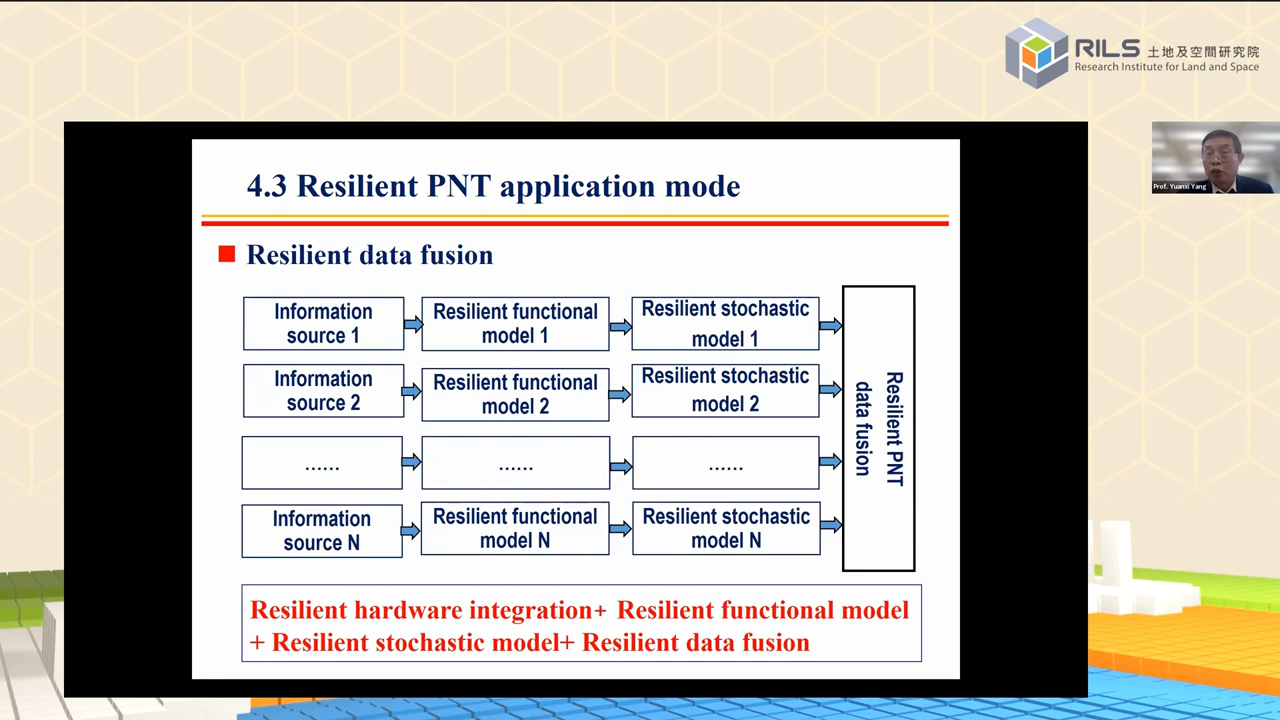 RILS 土地及空間研究院
Research Institute for Land and Space
Prof. Yuanxi Yang
4.3 Resilient PNT application mode
Resilient data fusion
Information
source 1
Resilient functional
model 1
Resilient stochastic
model 1
Information
source 2
Resilient functional
model 2
Resilient stochastic
model 2
......
......
......
Information
source N
Resilient functional
model N
Resilient stochastic
model N
Resilient PNT
data fusion
Resilient hardware integration+ Resilient functional model
+ Resilient stochastic model+ Resilient data fusion